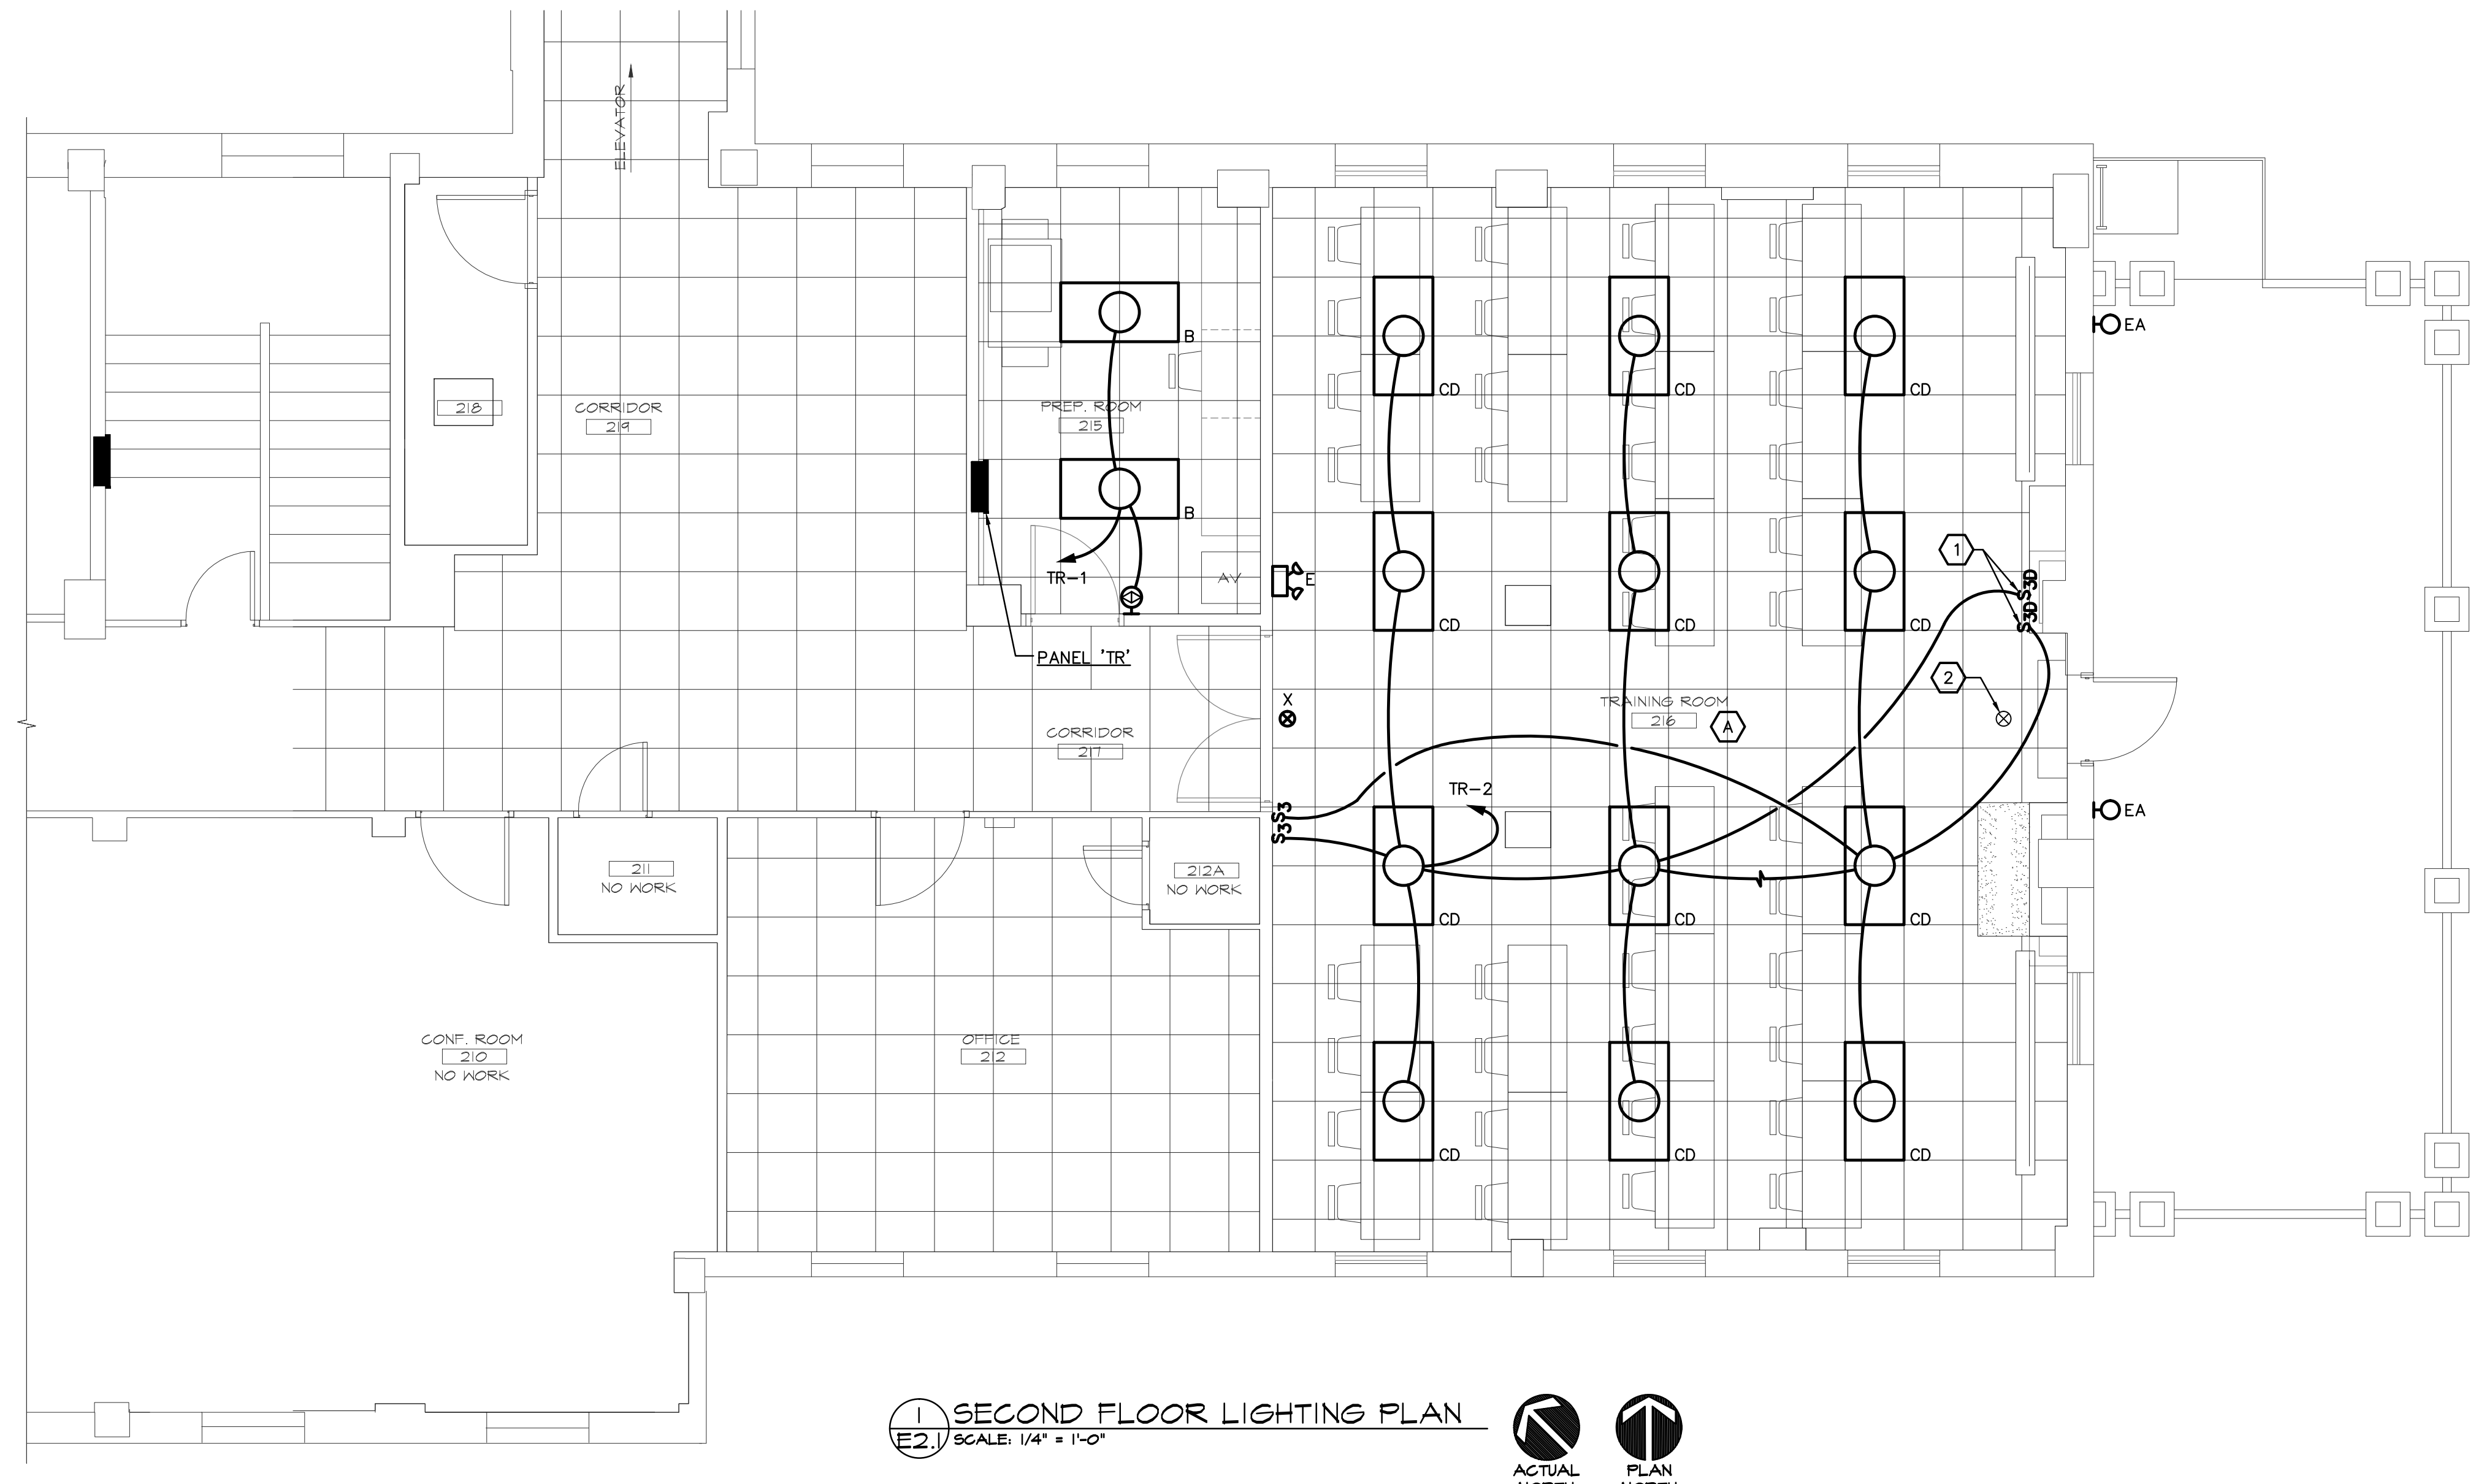 ELEVATOR
EA
B
CD
CD
CD
218
CORRIDOR
219
PREP. ROOM
215
B
TR-1
AV
E
1
S3D
S3D
CD
CD
CD
PANEL 'TR'
2
X
TRAINING ROOM
216
A
CORRIDOR
217
TR-2
S3
S3
EA
211
NO WORK
212A
NO WORK
CD
CD
CD
CONF. ROOM
210
NO WORK
OFFICE
212
CD
CD
CD
1
E2.1
SECOND FLOOR LIGHTING PLAN
SCALE: 1/4" = 1'-0"
ACTUAL
NORTH
PLAN
NORTH